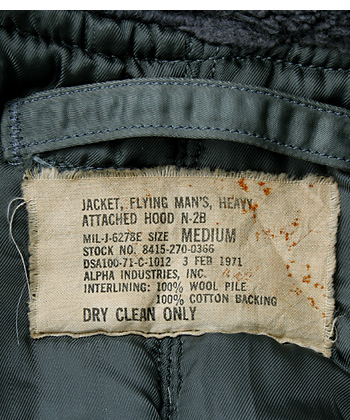 JACKET, FLYING MAN'S, HEAVY,
ATTACHED HOOD N-2B
MIL-J-6278E SIZE MEDIUM
STOCK NO. 8415-270-0366
DSA100-71-C-1012 3 FEB 1971
ALPHA INDUSTRIES, INC.
INTERLINING: 100% WOOL PILE
100% COTTON BACKING
DRY CLEAN ONLY